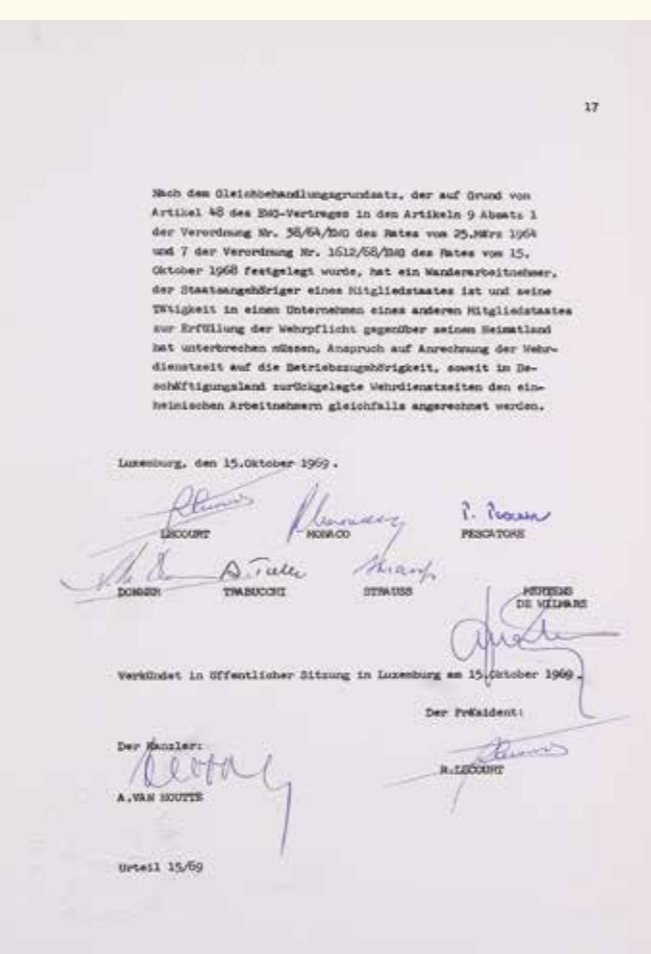 17
Nach dem Gleichbehandlungsgrundsatz, der auf Grund von
Artikel 48 des EWG-Vertrages in den Artikeln 9 Absatz 1
der Verordnung Nr. 38/64/EWG des Rates vom 25.März 1964
und 7 der Verordnung Nr. 1612/68/EWG des Rates vom 15.
Oktober 1968 festgelegt wurde, hat ein Wanderarbeitnehmer,
der Staatsangehöriger eines Mitgliedstaates ist und seine
Tätigkeit in einem Unternehmen eines anderen Mitgliedstaates
zur Erfüllung der Wehrpflicht gegenüber seinem Heimatland
hat unterbrechen müssen, Anspruch auf Anrechnung der Wehr-
dienstzeit auf die Betriebszugehörigkeit, soweit im Be-
schäftigungsland zurückgelegte Wehrdienstzeiten den ein-
heimischen Arbeitnehmern gleichfalls angerechnet werden.
Luxemburg, den 15.Oktober 1969.
LECOURT MONACO PESCATORE
DONNER TRABUCCHI STRAUSS MERTENS
DE WILMARS
Verkündet in öffentlicher Sitzung in Luxemburg am 15.Oktober 1969.
Der Präsident:
Der Kanzler:
R.LECOURT
A.VAN HOUTTE
Urteil 15/69